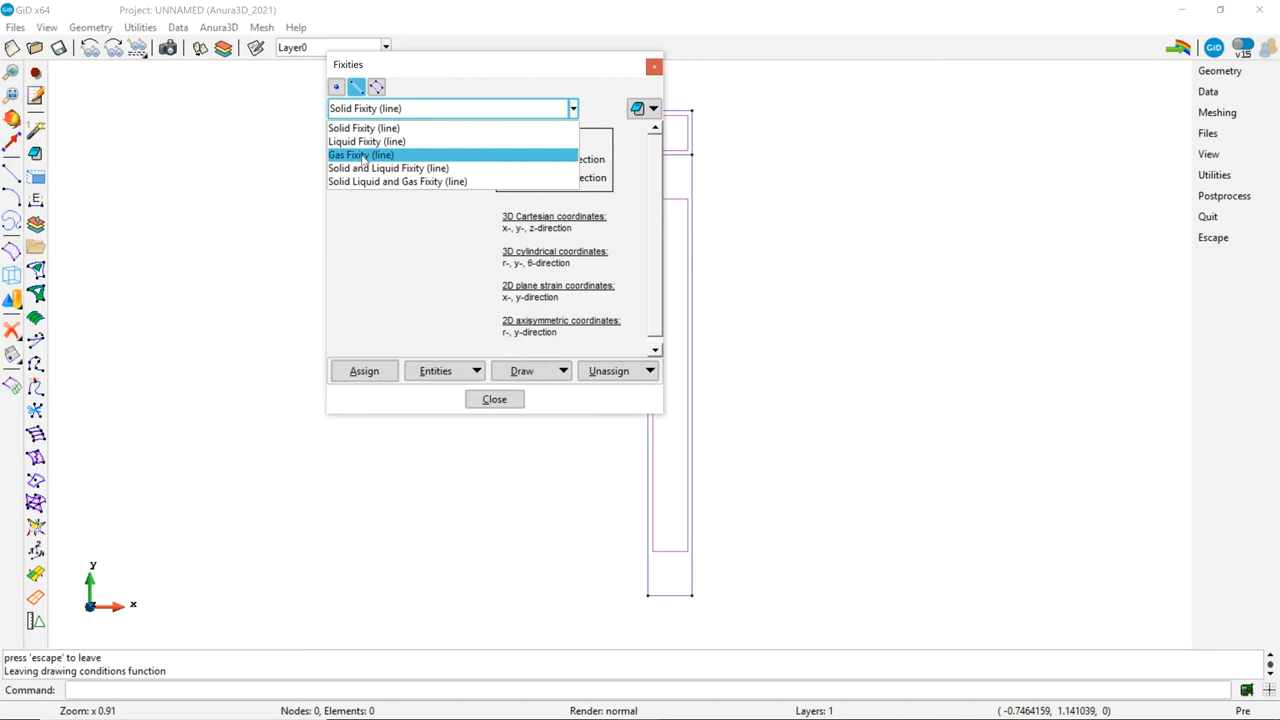 GiD x64
Project: UNNAMED (Anura3D_2021)
Files
View
Geometry
Utilities
Data
Anura3D
Mesh
Help
Layer0
GiD
v15
Fixities
Solid Fixity (line)
Solid Fixity (line)
Liquid Fixity (line)
Gas Fixity (line)
Solid and Liquid Fixity (line)
Solid Liquid and Gas Fixity (line)
ection
ection
3D Cartesian coordinates:
x-, y-, z-direction
3D cylindrical coordinates:
r-, y-, θ-direction
2D plane strain coordinates:
x-, y-direction
2D axisymmetric coordinates:
r-, y-direction
Assign
Entities
Draw
Unassign
Close
Geometry
Data
Meshing
Files
View
Utilities
Postprocess
Quit
Escape
y
x
press 'escape' to leave
Leaving drawing conditions function
Command:
Zoom: x 0.91
Nodes: 0, Elements: 0
Render: normal
Layers: 1
( -0.7464159, 1.141039, 0)
Pre